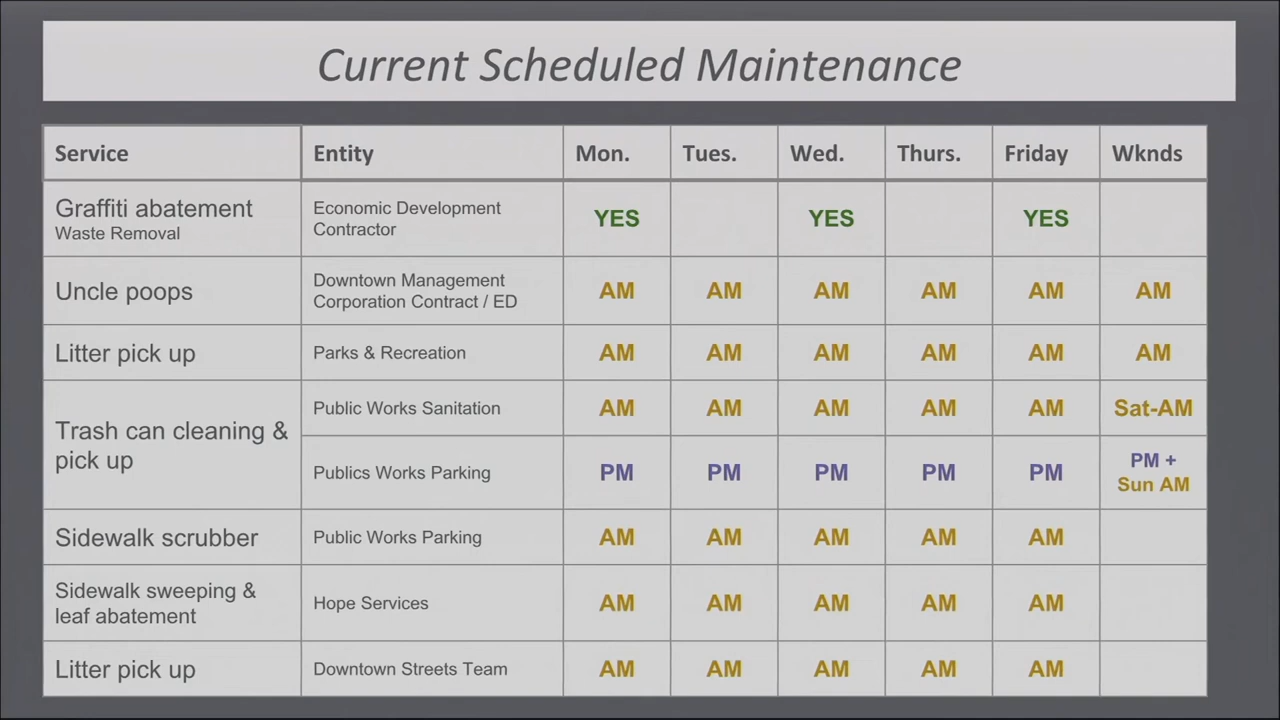 Current Scheduled Maintenance
Service Entity Mon. Tues. Wed. Thurs. Friday Wknds
Graffiti abatement
Waste Removal
Economic Development
Contractor
YES YES YES
Uncle poops
Downtown Management
Corporation Contract / ED
AM AM AM AM AM AM
Litter pick up Parks & Recreation AM AM AM AM AM AM
Trash can cleaning &
pick up
Public Works Sanitation AM AM AM AM AM Sat-AM
Publics Works Parking PM PM PM PM PM PM +
Sun AM
Sidewalk scrubber Public Works Parking AM AM AM AM AM
Sidewalk sweeping &
leaf abatement
Hope Services AM AM AM AM AM
Litter pick up Downtown Streets Team AM AM AM AM AM